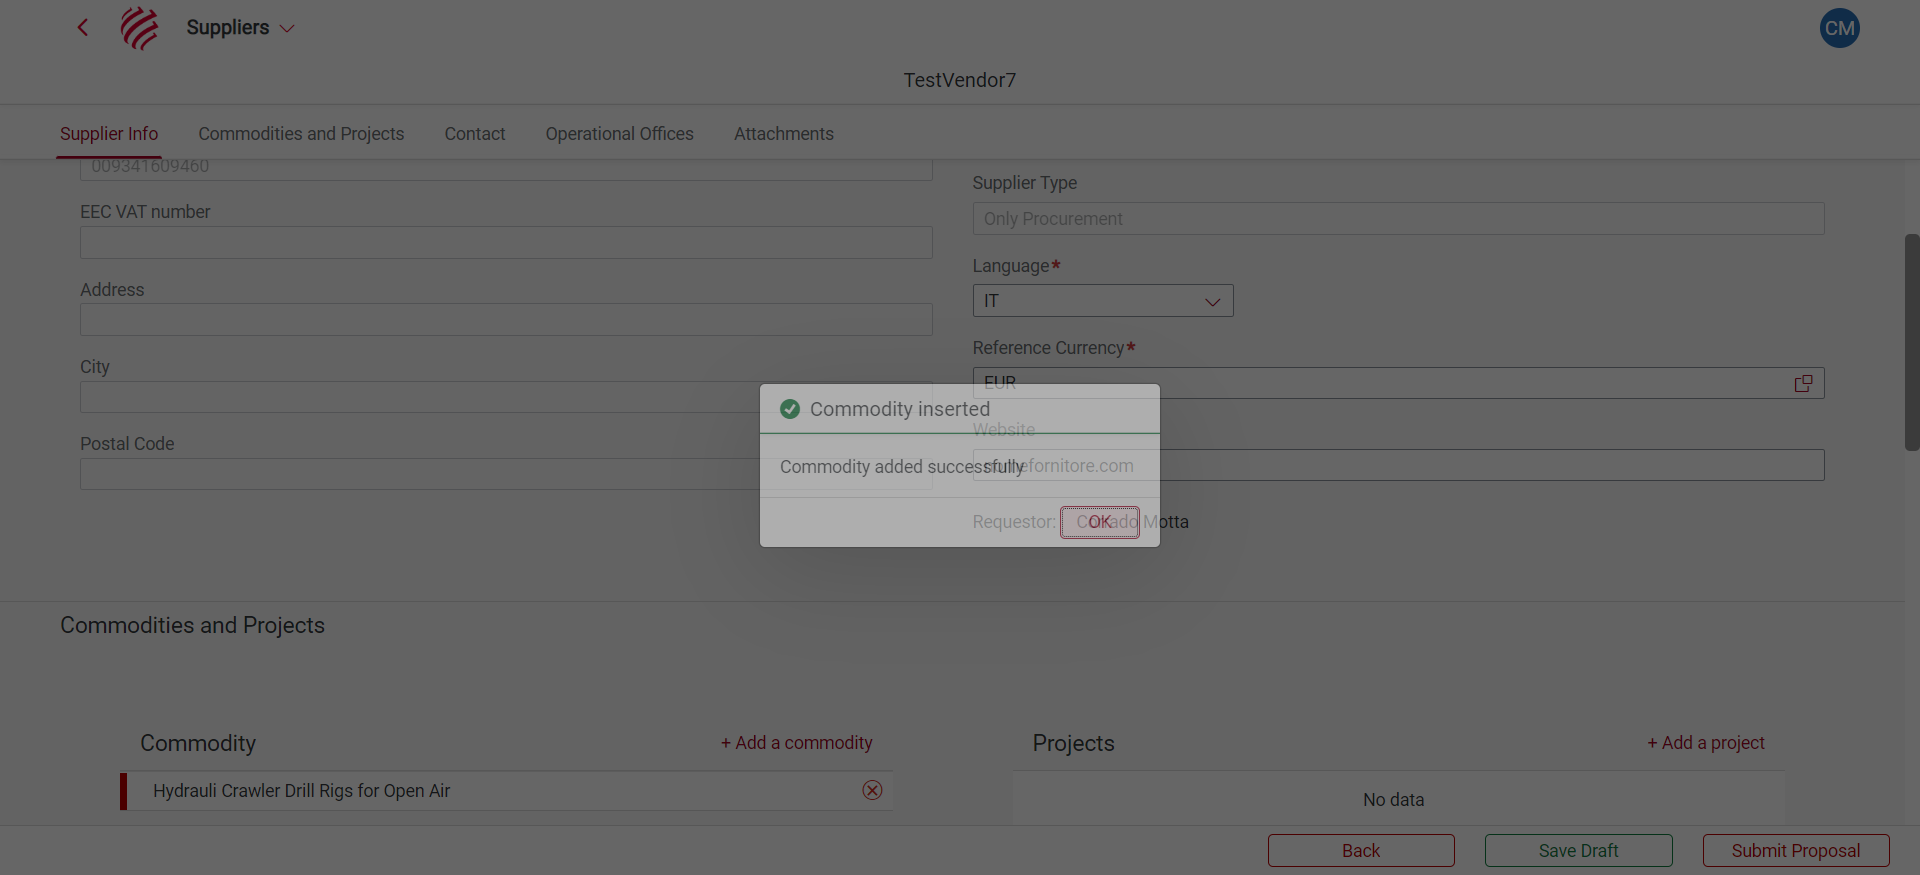 Suppliers
CM
TestVendor7
Supplier Info
Commodities and Projects
Contact
Operational Offices
Attachments
009341609460
EEC VAT number
Address
City
Postal Code
Supplier Type
Only Procurement
Language*
IT
Reference Currency*
EUR
Website
nomefornitore.com
Requestor: Corrado Motta
Commodity inserted
Commodity added successfully
OK
Commodities and Projects
Commodity
+ Add a commodity
Hydrauli Crawler Drill Rigs for Open Air
Projects
+ Add a project
No data
Back
Save Draft
Submit Proposal